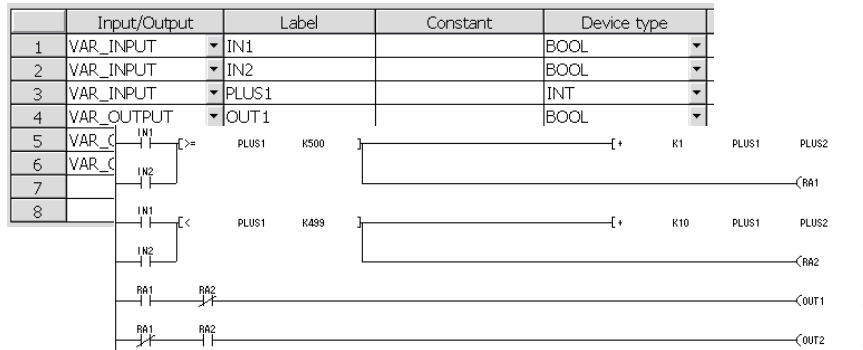 Input/Output Label Constant Device type
1 VAR_INPUT IN1 BOOL
2 VAR_INPUT IN2 BOOL
3 VAR_INPUT PLUS1 INT
4 VAR_OUTPUT OUT1 BOOL
5 VAR_
6 VAR_
7
8
IN1
[>= PLUS1 K500 ] [+ K1 PLUS1 PLUS2
IN2
(RA1
IN1
[< PLUS1 K499 ] [+ K10 PLUS1 PLUS2
IN2
(RA2
RA1 RA2
(OUT1
RA1 RA2
(OUT2